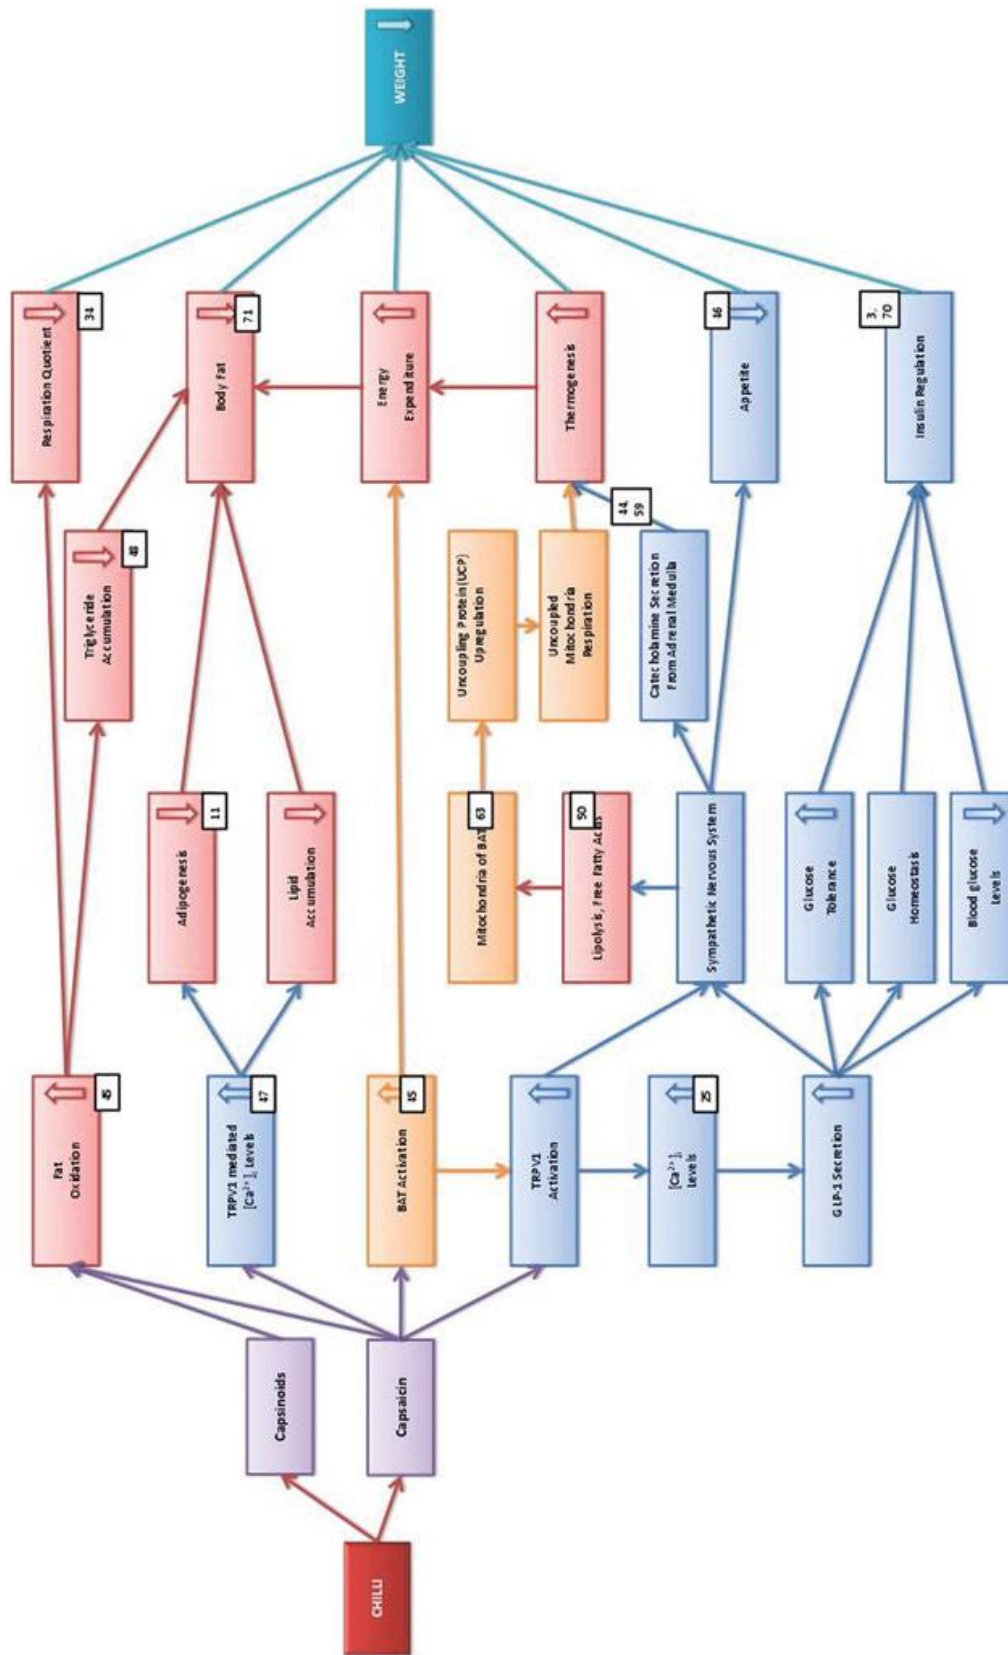 CHILLI
Capsinoids
Capsaicin
Fat
Oxidation
45
TRPV1 mediated
[Ca²⁺]ᵢ Levels
47
BAT Activation
45
TRPV1
Activation
[Ca²⁺]ᵢ
Levels
25
GLP-1 Secretion
Adipogenesis
11
Lipid
Accumulation
Mitochondria of BAT
63
Lipolysis, Free Fatty Acids
50
Sympathetic Nervous System
Glucose
Tolerance
Glucose
Homeostasis
Blood glucose
Levels
Triglyceride
Accumulation
48
Uncoupling Protein (UCP)
Upregulation
Uncoupled
Mitochondria
Respiration
Catecholamine Secretion
From Adrenal Medulla
44,
59
Respiration Quotient
34
Body Fat
71
Energy
Expenditure
Thermogenesis
Appetite
46
Insulin Regulation
3,
70
WEIGHT